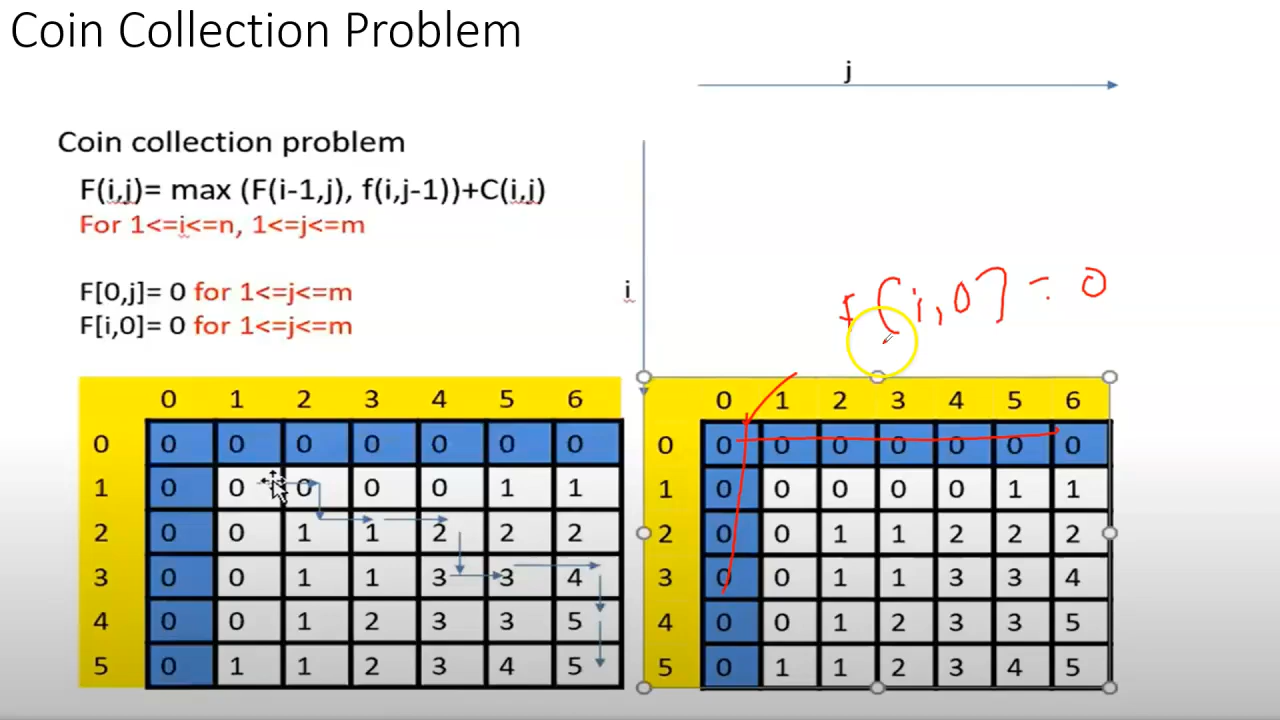 Coin Collection Problem
j
Coin collection problem
F(i,j)= max (F(i-1,j), f(i,j-1))+C(i,j)
For 1<=i<=n, 1<=j<=m
F[0,j]= 0 for 1<=j<=m
F[i,0]= 0 for 1<=j<=m
i
f[i,0] = 0
0 1 2 3 4 5 6
0 0 0 0 0 0 0 0
1 0 0 0 0 0 1 1
2 0 0 1 1 2 2 2
3 0 0 1 1 3 3 4
4 0 0 1 2 3 3 5
5 0 1 1 2 3 4 5
0 1 2 3 4 5 6
0 0 0 0 0 0 0 0
1 0 0 0 0 0 1 1
2 0 0 1 1 2 2 2
3 0 0 1 1 3 3 4
4 0 0 1 2 3 3 5
5 0 1 1 2 3 4 5